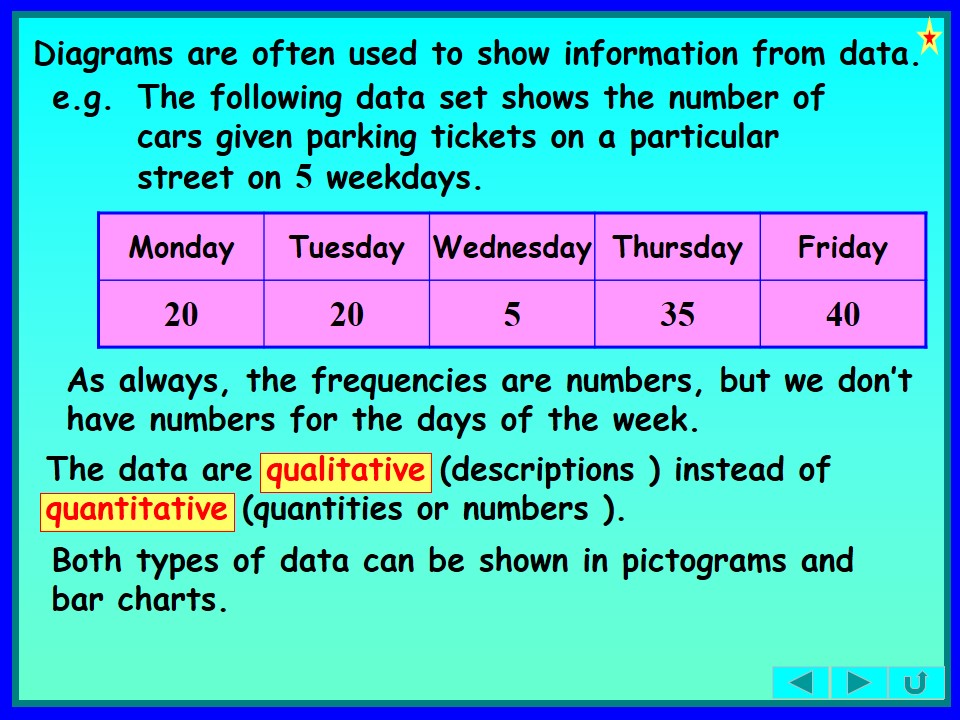 Diagrams are often used to show information from data.
e.g. The following data set shows the number of
cars given parking tickets on a particular
street on 5 weekdays.
Monday Tuesday Wednesday Thursday Friday
20 20 5 35 40
As always, the frequencies are numbers, but we don’t
have numbers for the days of the week.
The data are qualitative (descriptions ) instead of
quantitative (quantities or numbers ).
Both types of data can be shown in pictograms and
bar charts.